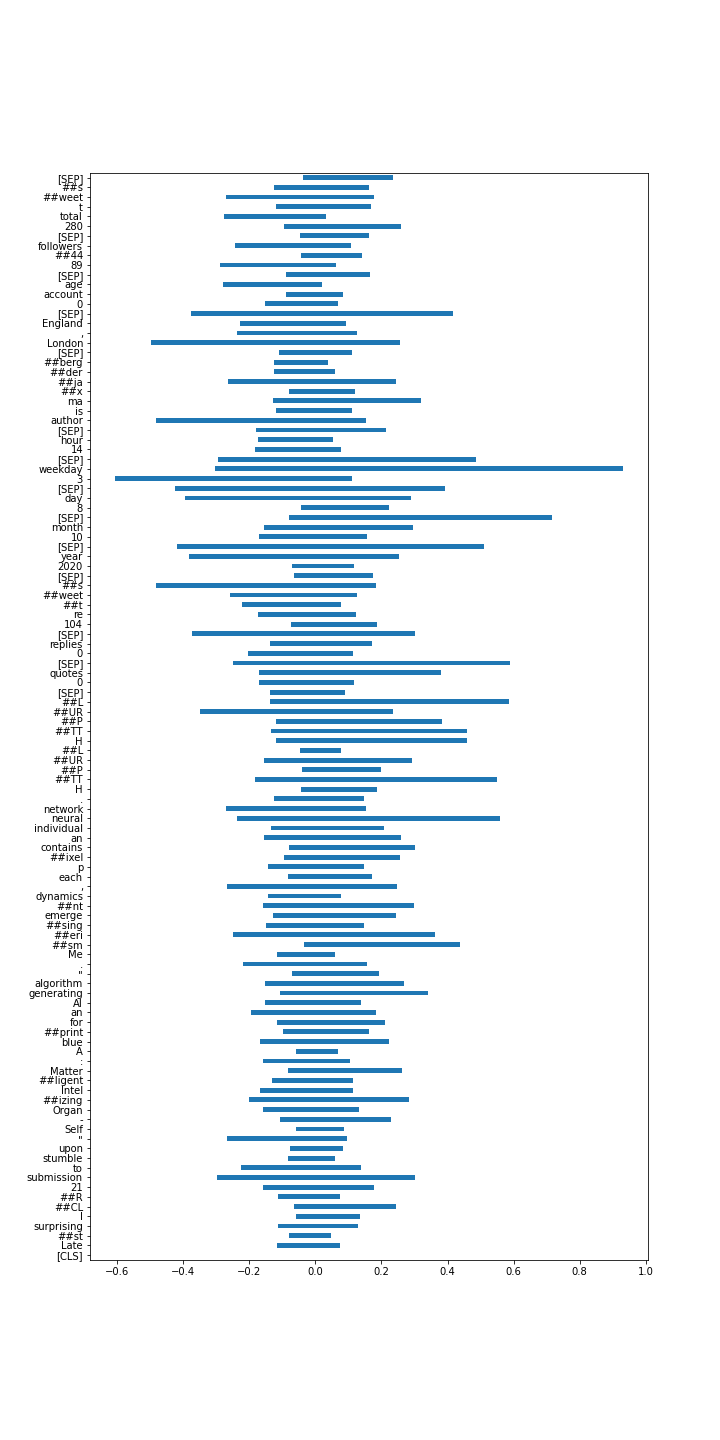 [SEP]
##s
##weet
t
total
280
[SEP]
followers
##44
89
[SEP]
age
account
0
[SEP]
England
,
London
[SEP]
##berg
##der
##ja
##x
ma
is
author
[SEP]
hour
14
[SEP]
weekday
3
[SEP]
day
8
[SEP]
month
10
[SEP]
year
2020
[SEP]
##s
##weet
##t
re
104
[SEP]
replies
0
[SEP]
quotes
0
[SEP]
##L
##UR
##P
##TT
H
##L
##UR
##P
##TT
H
.
network
neural
individual
an
contains
##ixel
p
each
,
dynamics
##nt
emerge
##sing
##eri
##sm
Me
.
"
algorithm
generating
AI
an
for
##print
blue
A
:
Matter
##ligent
Intel
##izing
Organ
-
Self
"
upon
stumble
to
submission
21
##R
##CL
I
surprising
##st
Late
[CLS]
−0.6 −0.4 −0.2 0.0 0.2 0.4 0.6 0.8 1.0